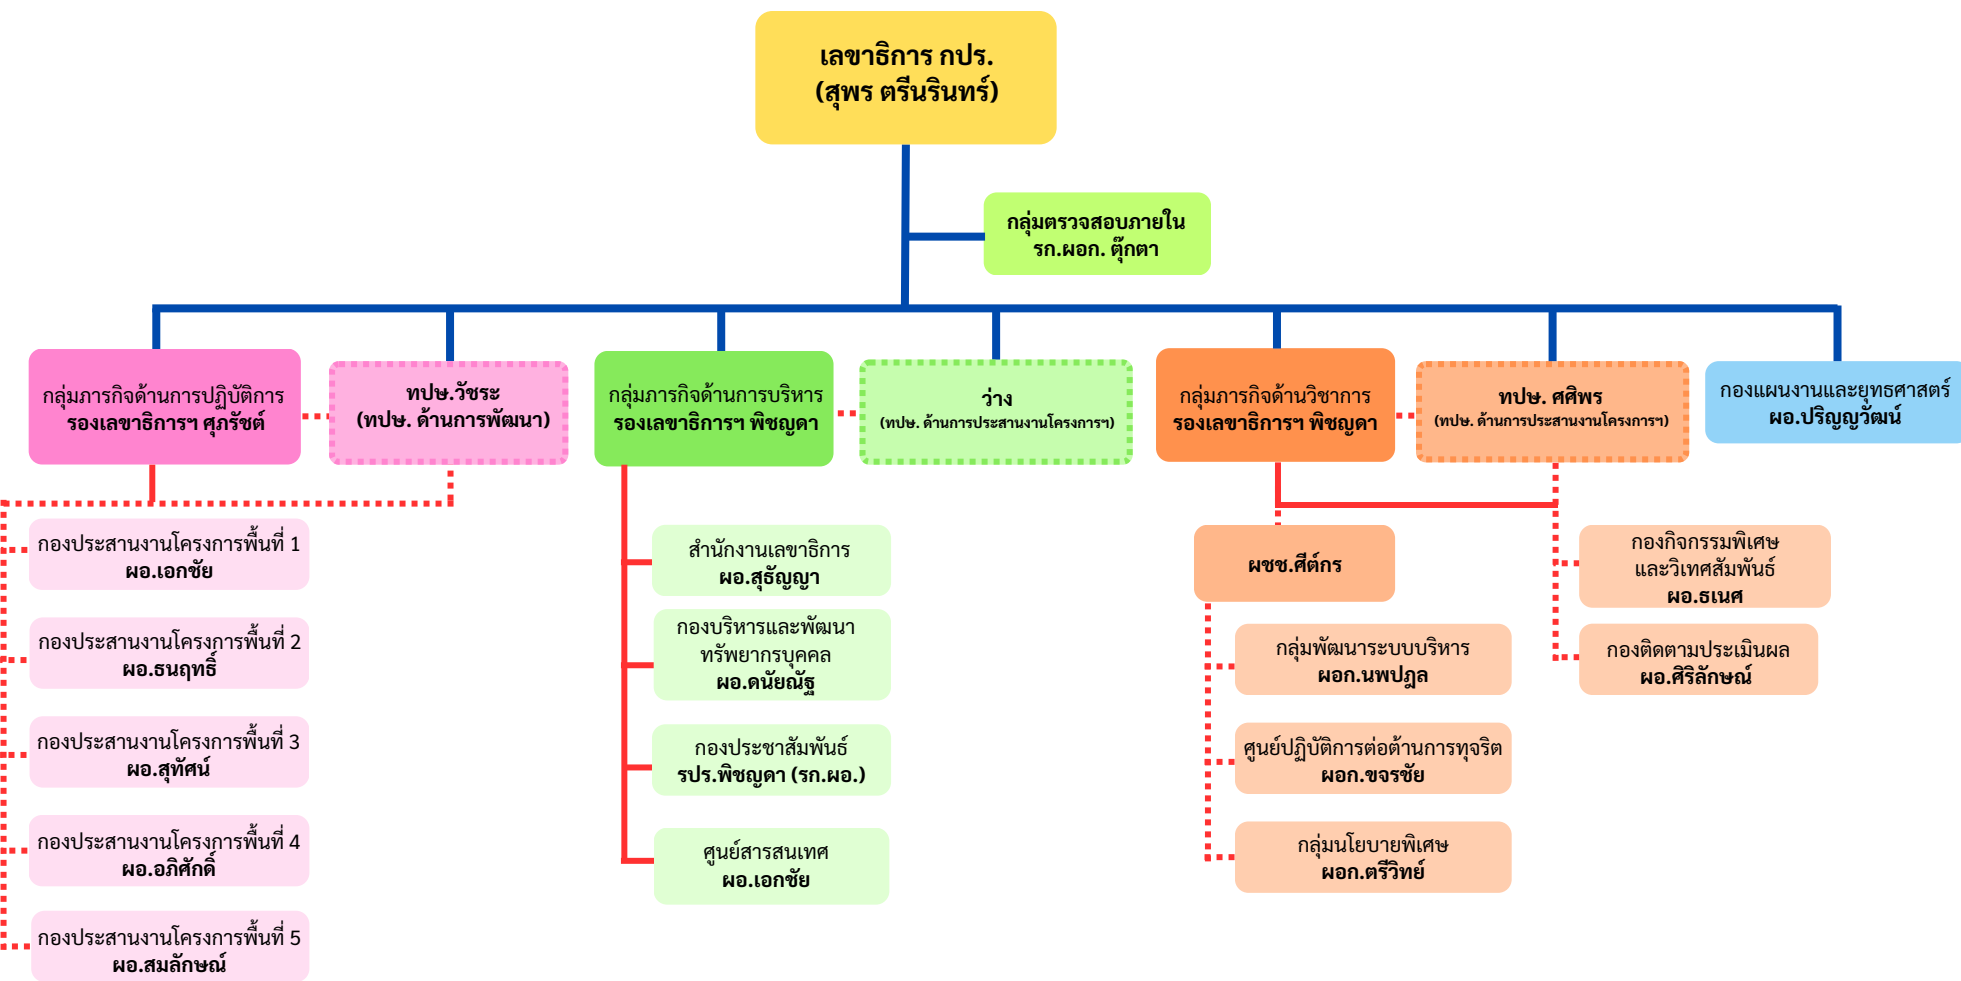 เลขาธิการ กปร.
(สุพร ตรีนรินทร์)
กลุ่มตรวจสอบภายใน
รก.ผอก. ตุ๊กตา
กลุ่มภารกิจด้านการปฏิบัติการ
รองเลขาธิการฯ ศุภรัชต์
ทปษ.วัชระ
(ทปษ. ด้านการพัฒนา)
กลุ่มภารกิจด้านการบริหาร
รองเลขาธิการฯ พิชญดา
ว่าง
(ทปษ. ด้านการประสานงานโครงการฯ)
กลุ่มภารกิจด้านวิชาการ
รองเลขาธิการฯ พิชญดา
ทปษ. ศศิพร
(ทปษ. ด้านการประสานงานโครงการฯ)
กองแผนงานและยุทธศาสตร์
ผอ.ปริญญวัฒน์
กองประสานงานโครงการพื้นที่ 1
ผอ.เอกชัย
กองประสานงานโครงการพื้นที่ 2
ผอ.ธนฤทธิ์
กองประสานงานโครงการพื้นที่ 3
ผอ.สุทัศน์
กองประสานงานโครงการพื้นที่ 4
ผอ.อภิศักดิ์
กองประสานงานโครงการพื้นที่ 5
ผอ.สมลักษณ์
สำนักงานเลขาธิการ
ผอ.สุธัญญา
กองบริหารและพัฒนา
ทรัพยากรบุคคล
ผอ.ดนัยณัฐ
กองประชาสัมพันธ์
รปร.พิชญดา (รก.ผอ.)
ศูนย์สารสนเทศ
ผอ.เอกชัย
ผชช.ศีต์กร
กลุ่มพัฒนาระบบบริหาร
ผอก.นพปฎล
ศูนย์ปฏิบัติการต่อต้านการทุจริต
ผอก.ขจรชัย
กลุ่มนโยบายพิเศษ
ผอก.ตรีวิทย์
กองกิจกรรมพิเศษ
และวิเทศสัมพันธ์
ผอ.ธเนศ
กองติดตามประเมินผล
ผอ.ศิริลักษณ์